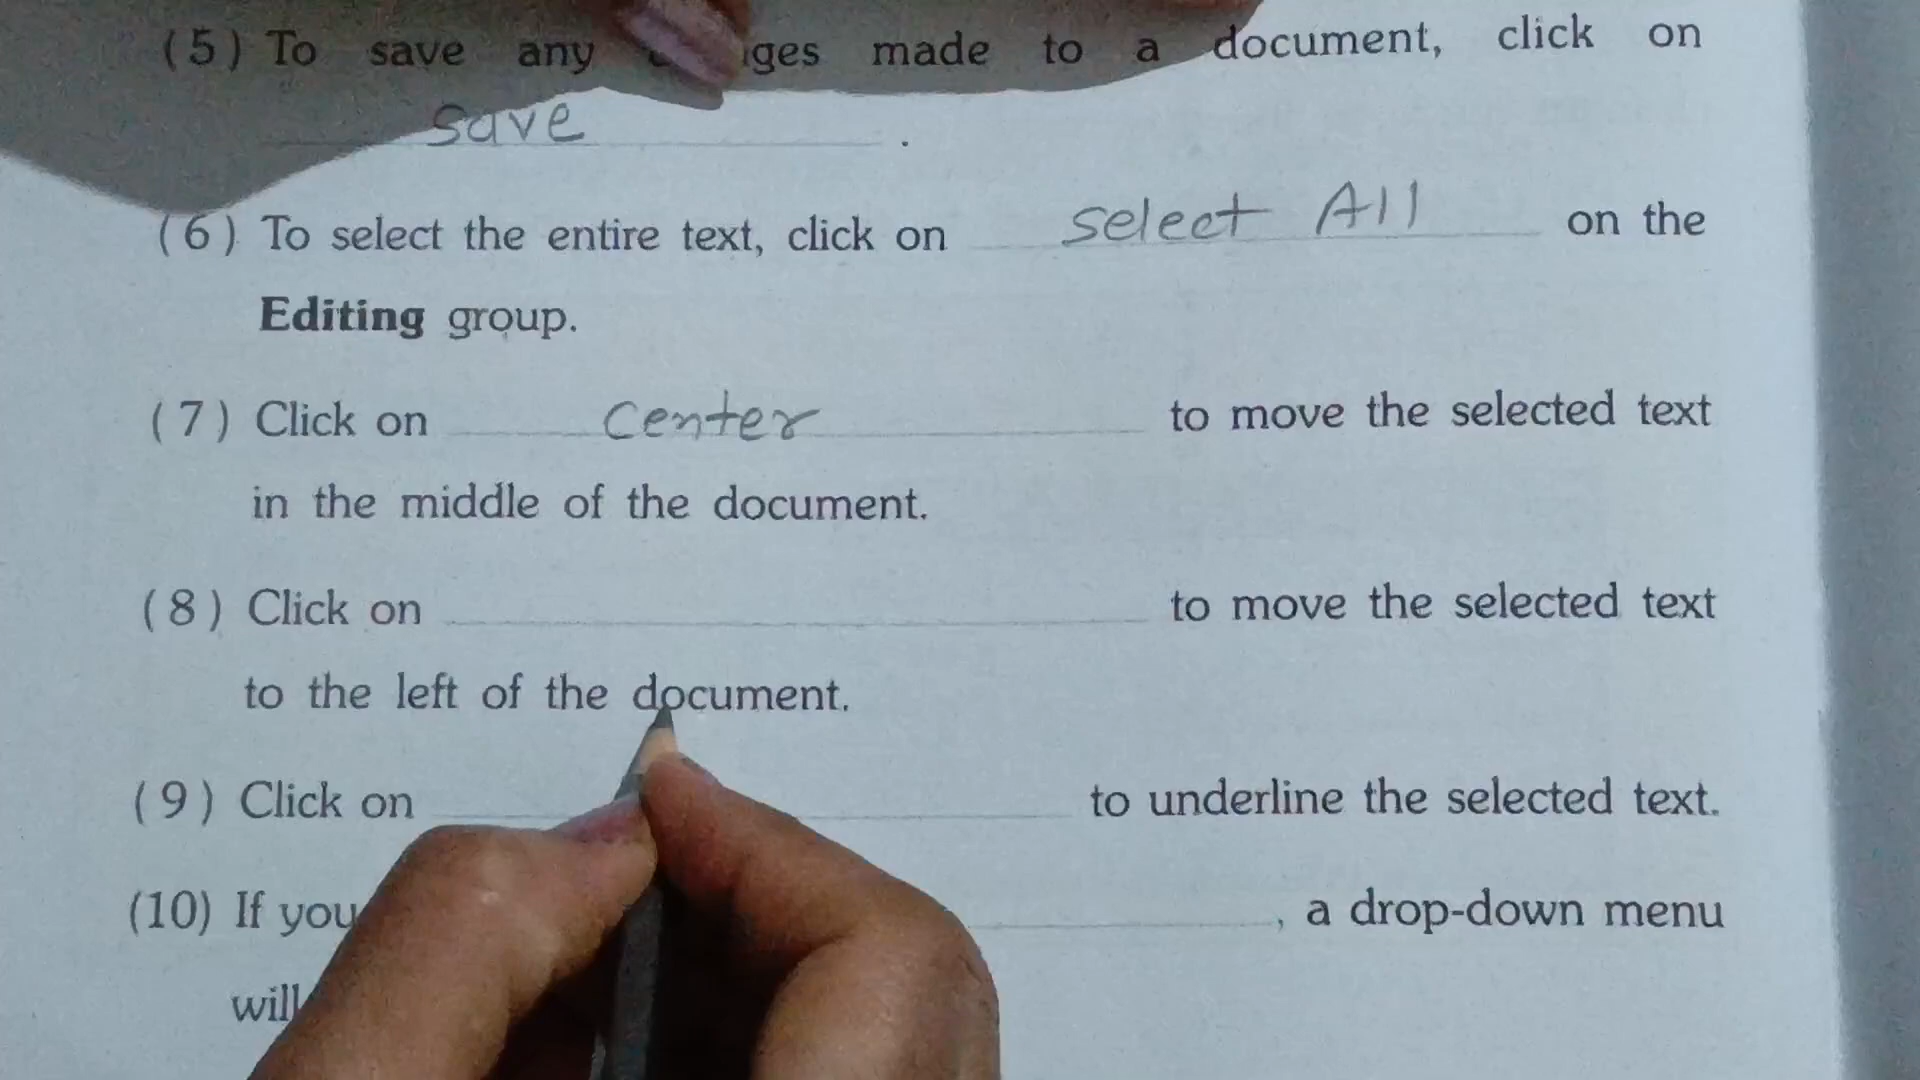 (5) To save any ges made to a document, click on
save .
(6) To select the entire text, click on select All on the
Editing group.
(7) Click on center to move the selected text
in the middle of the document.
(8) Click on to move the selected text
to the left of the document.
(9) Click on to underline the selected text.
(10) If you , a drop-down menu
will